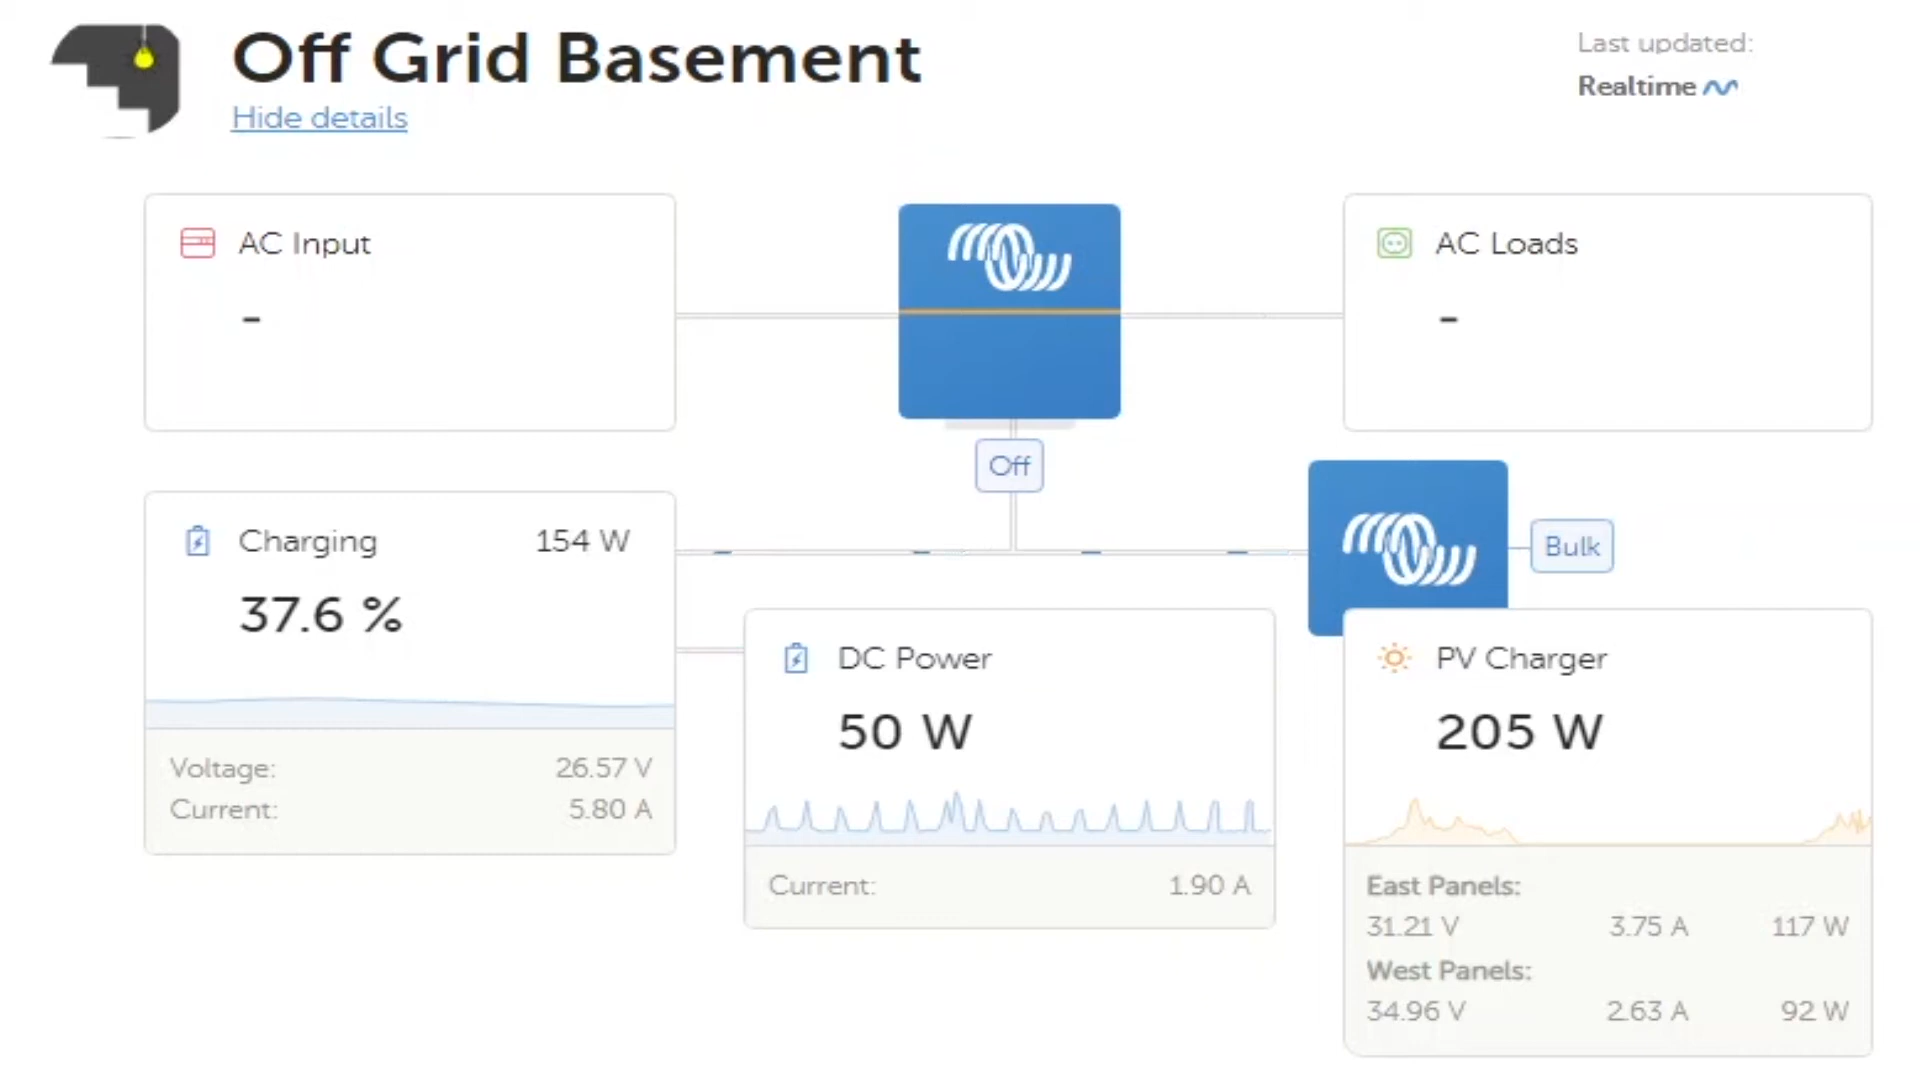 Off Grid Basement
Hide details
Last updated:
Realtime
AC Input
-
AC Loads
-
Off
Charging 154 W
37.6 %
Voltage: 26.57 V
Current: 5.80 A
Bulk
DC Power
50 W
Current: 1.90 A
PV Charger
205 W
East Panels:
31.21 V 3.75 A 117 W
West Panels:
34.96 V 2.63 A 92 W